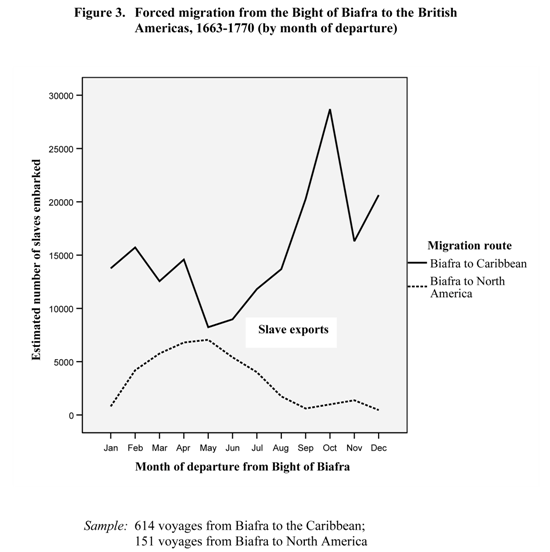 Figure 3. Forced migration from the Bight of Biafra to the British
Americas, 1663-1770 (by month of departure)
Estimated number of slaves embarked
30000
25000
20000
15000
10000
5000
0
Slave exports
Migration route
Biafra to Caribbean
Biafra to North
America
Jan Feb Mar Apr May Jun Jul Aug Sep Oct Nov Dec
Month of departure from Bight of Biafra
Sample: 614 voyages from Biafra to the Caribbean;
151 voyages from Biafra to North America